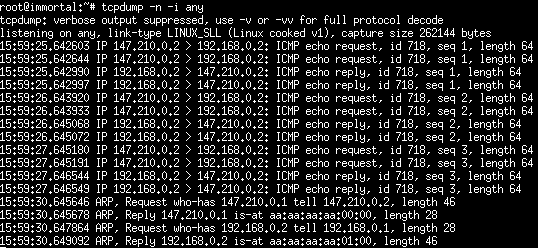 root@immortal:~# tcpdump -n -i any
tcpdump: verbose output suppressed, use -v or -vv for full protocol decode
listening on any, link-type LINUX_SLL (Linux cooked v1), capture size 262144 bytes
15:59:25.642603 IP 147.210.0.2 > 192.168.0.2: ICMP echo request, id 718, seq 1, length 64
15:59:25.642644 IP 147.210.0.2 > 192.168.0.2: ICMP echo request, id 718, seq 1, length 64
15:59:25.642990 IP 192.168.0.2 > 147.210.0.2: ICMP echo reply, id 718, seq 1, length 64
15:59:25.642997 IP 192.168.0.2 > 147.210.0.2: ICMP echo reply, id 718, seq 1, length 64
15:59:26.643920 IP 147.210.0.2 > 192.168.0.2: ICMP echo request, id 718, seq 2, length 64
15:59:26.643933 IP 147.210.0.2 > 192.168.0.2: ICMP echo request, id 718, seq 2, length 64
15:59:26.645068 IP 192.168.0.2 > 147.210.0.2: ICMP echo reply, id 718, seq 2, length 64
15:59:26.645072 IP 192.168.0.2 > 147.210.0.2: ICMP echo reply, id 718, seq 2, length 64
15:59:27.645180 IP 147.210.0.2 > 192.168.0.2: ICMP echo request, id 718, seq 3, length 64
15:59:27.645191 IP 147.210.0.2 > 192.168.0.2: ICMP echo request, id 718, seq 3, length 64
15:59:27.646544 IP 192.168.0.2 > 147.210.0.2: ICMP echo reply, id 718, seq 3, length 64
15:59:27.646549 IP 192.168.0.2 > 147.210.0.2: ICMP echo reply, id 718, seq 3, length 64
15:59:30.645646 ARP, Request who-has 147.210.0.1 tell 147.210.0.2, length 46
15:59:30.645678 ARP, Reply 147.210.0.1 is-at aa:aa:aa:aa:00:00, length 28
15:59:30.647864 ARP, Request who-has 192.168.0.2 tell 192.168.0.1, length 28
15:59:30.649092 ARP, Reply 192.168.0.2 is-at aa:aa:aa:aa:01:00, length 46